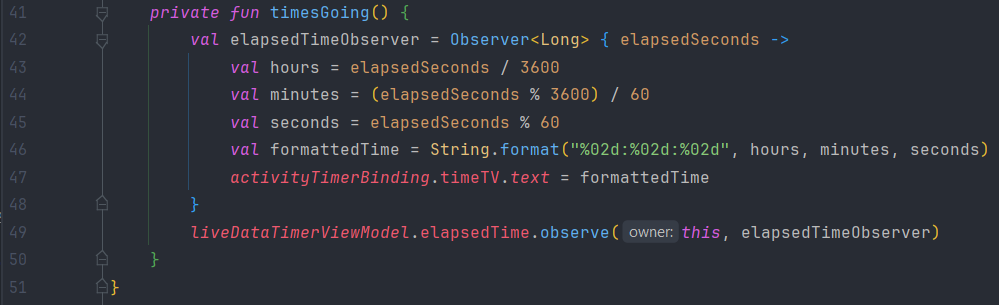 41 private fun timesGoing() {
42 val elapsedTimeObserver = Observer<Long> { elapsedSeconds ->
43 val hours = elapsedSeconds / 3600
44 val minutes = (elapsedSeconds % 3600) / 60
45 val seconds = elapsedSeconds % 60
46 val formattedTime = String.format("%02d:%02d:%02d", hours, minutes, seconds)
47 activityTimerBinding.timeTV.text = formattedTime
48 }
49 liveDataTimerViewModel.elapsedTime.observe( owner: this, elapsedTimeObserver)
50 }
51 }